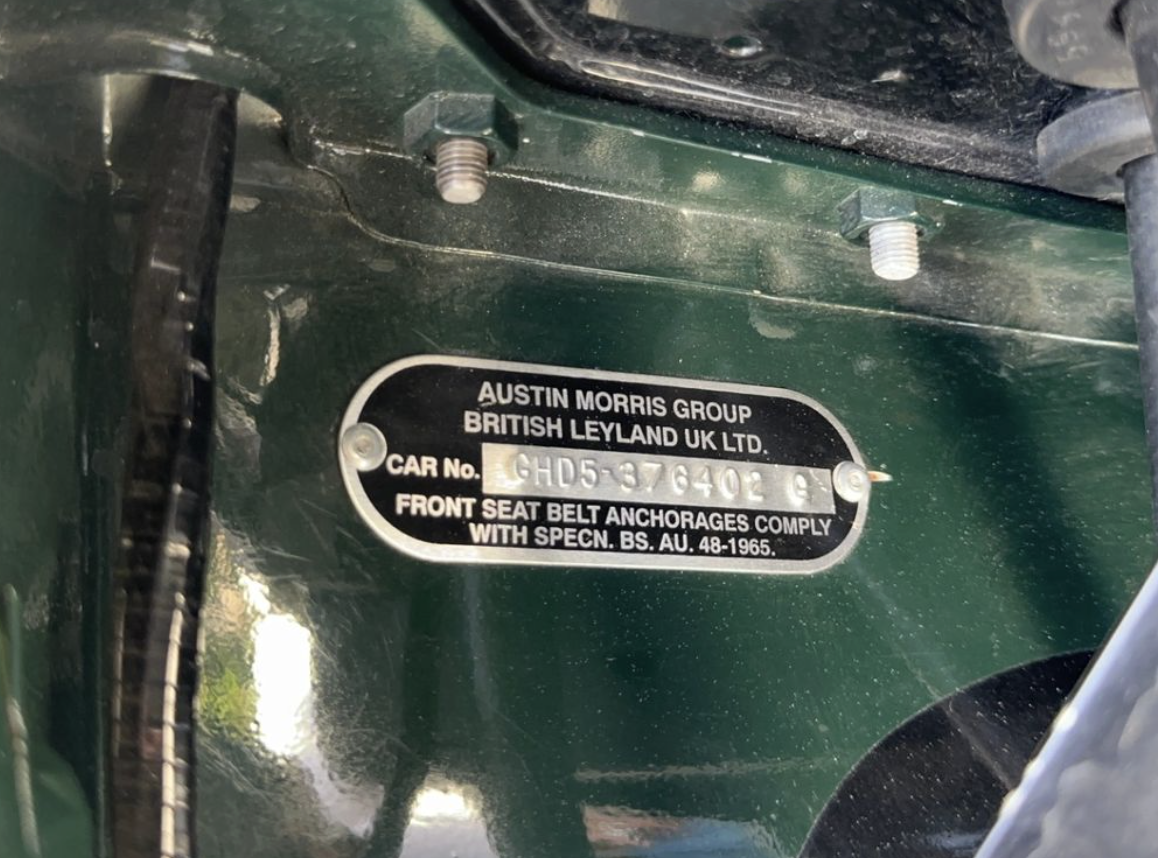 AUSTIN MORRIS GROUP
BRITISH LEYLAND UK LTD.
CAR No. GHD5-376402 G
FRONT SEAT BELT ANCHORAGES COMPLY
WITH SPECN. BS. AU. 48-1965.